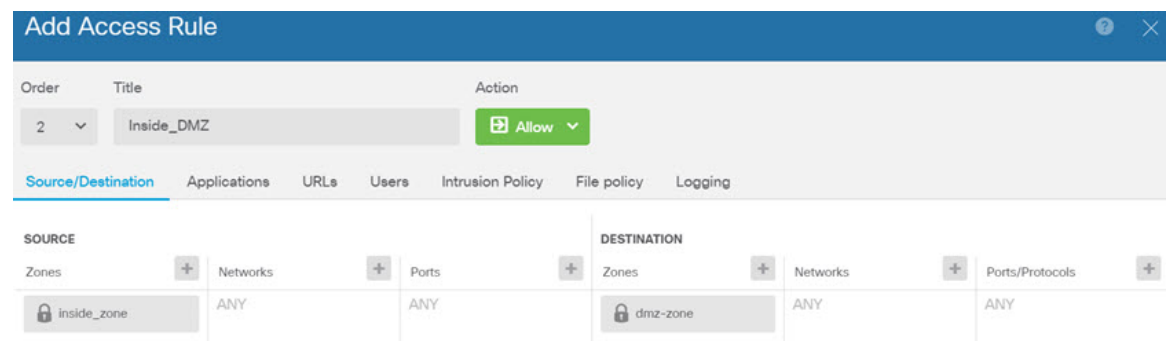 Add Access Rule
Order Title Action
2 Inside_DMZ Allow
Source/Destination Applications URLs Users Intrusion Policy File policy Logging
SOURCE DESTINATION
Zones Networks Ports Zones Networks Ports/Protocols
inside_zone ANY ANY dmz-zone ANY ANY